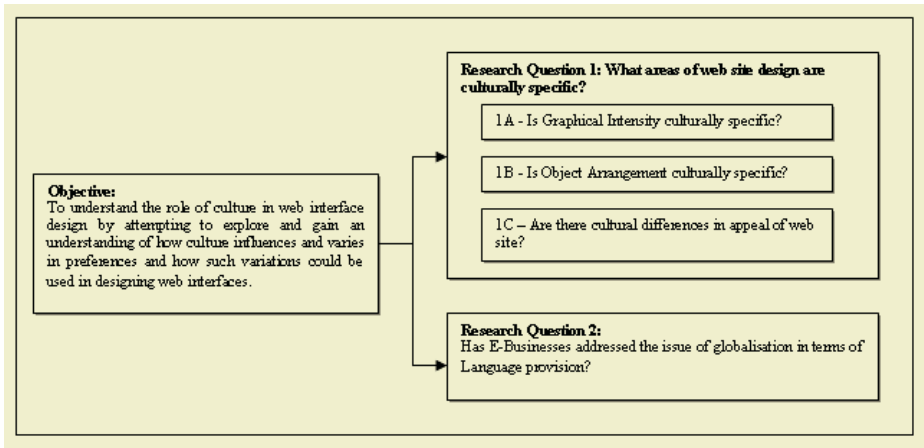 Objective:
To understand the role of culture in web interface
design by attempting to explore and gain an
understanding of how culture influences and varies
in preferences and how such variations could be
used in designing web interfaces.
Research Question 1: What areas of web site design are
culturally specific?
1A - Is Graphical Intensity culturally specific?
1B - Is Object Arrangement culturally specific?
1C – Are there cultural differences in appeal of web
site?
Research Question 2:
Has E-Businesses addressed the issue of globalisation in terms of
Language provision?